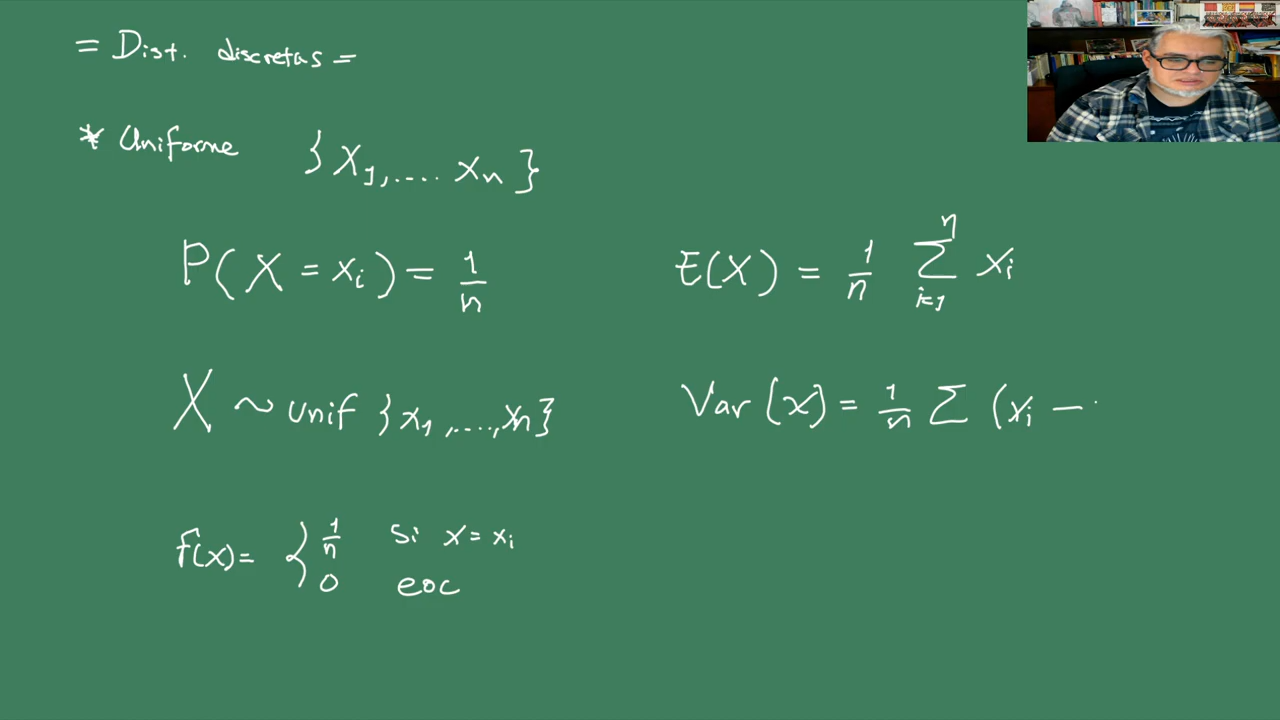 = Dist. discretas =
* Uniforme {x₁,.... xₙ}
P(X = xᵢ) = 1/n
E(X) = 1/n ∑ᵢ₌₁ⁿ xᵢ
X ~ unif {x₁,....,xₙ}
Var (x) = 1/n ∑ (xᵢ −
f(x) = { 1/n si x = xᵢ
0 eoc